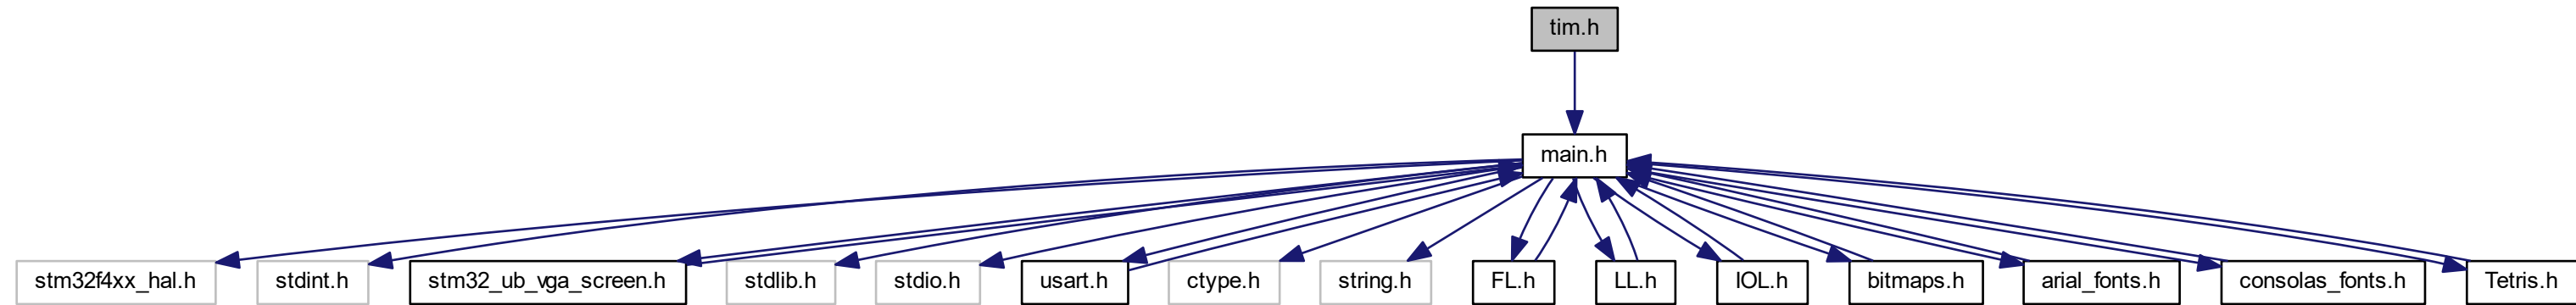 tim.h
main.h
stm32f4xx_hal.h
stdint.h
stm32_ub_vga_screen.h
stdlib.h
stdio.h
usart.h
ctype.h
string.h
FL.h
LL.h
IOL.h
bitmaps.h
arial_fonts.h
consolas_fonts.h
Tetris.h